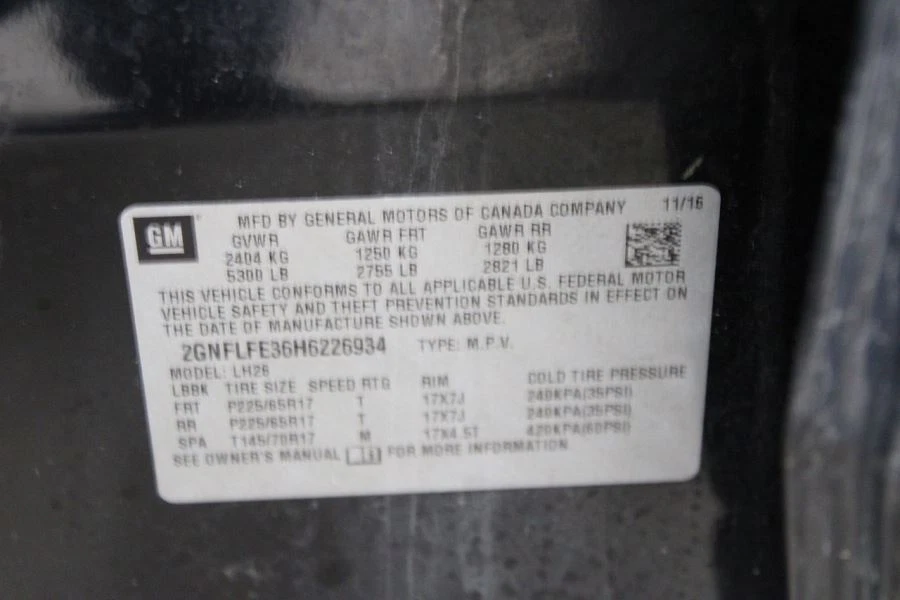 GM MFD BY GENERAL MOTORS OF CANADA COMPANY 11/16
GVWR GAWR FRT GAWR RR
2404 KG 1250 KG 1280 KG
5300 LB 2755 LB 2821 LB
THIS VEHICLE CONFORMS TO ALL APPLICABLE U.S. FEDERAL MOTOR
VEHICLE SAFETY AND THEFT PREVENTION STANDARDS IN EFFECT ON
THE DATE OF MANUFACTURE SHOWN ABOVE.
2GNFLFE36H6226934 TYPE: M.P.V.
MODEL: LH26
LBBK TIRE SIZE SPEED RTG RIM COLD TIRE PRESSURE
FRT P225/65R17 T 17X7J 240KPA(35PSI)
RR P225/65R17 T 17X7J 240KPA(35PSI)
SPA T145/70R17 M 17X4.5T 420KPA(60PSI)
SEE OWNER'S MANUAL FOR MORE INFORMATION